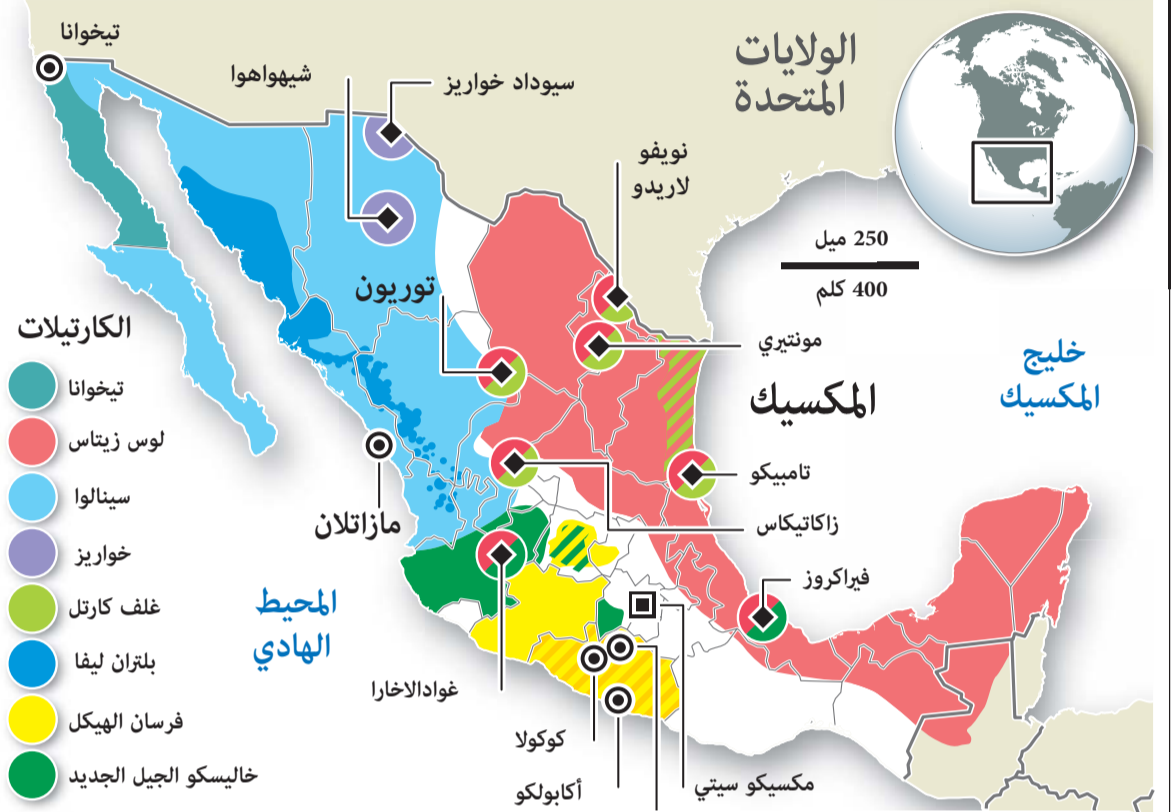 تيخوانا
شيهواهوا
سيوداد خواريز
الولايات
المتحدة
نويفو
لاريدو
250 ميل
400 كلم
توريون
مونتيري
خليج
المكسيك
المكسيك
تامبيكو
زاكاتيكاس
مازاتلان
فيراكروز
المحيط
الهادي
غوادالاخارا
كوكولا
أكابولكو
مكسيكو سيتي
الكارتيلات
تيخوانا
لوس زيتاس
سينالوا
خواريز
غلف كارتل
بلتران ليفا
فرسان الهيكل
خاليسكو الجيل الجديد